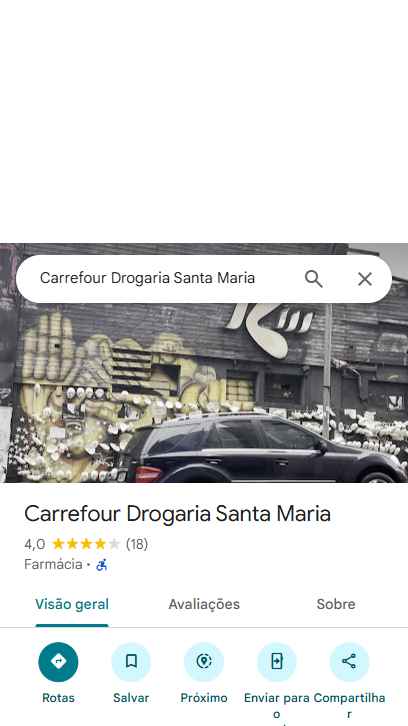 Carrefour Drogaria Santa Maria
Carrefour Drogaria Santa Maria
4,0 (18)
Farmácia ·
Visão geral Avaliações Sobre
Rotas Salvar Próximo Enviar para o Compartilhar